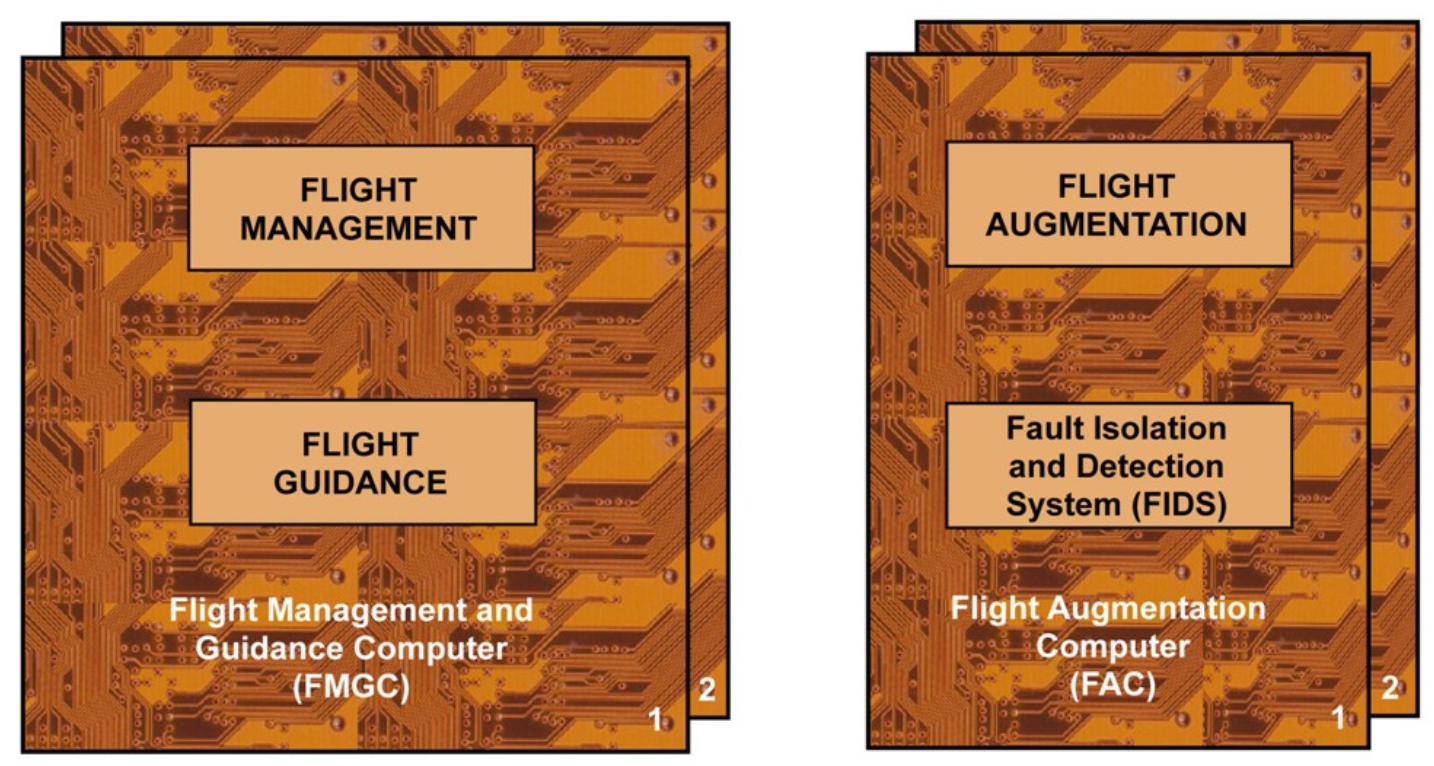 FLIGHT
MANAGEMENT
FLIGHT
GUIDANCE
Flight Management and
Guidance Computer
(FMGC)
1
2
FLIGHT
AUGMENTATION
Fault Isolation
and Detection
System (FIDS)
Flight Augmentation
Computer
(FAC)
1
2